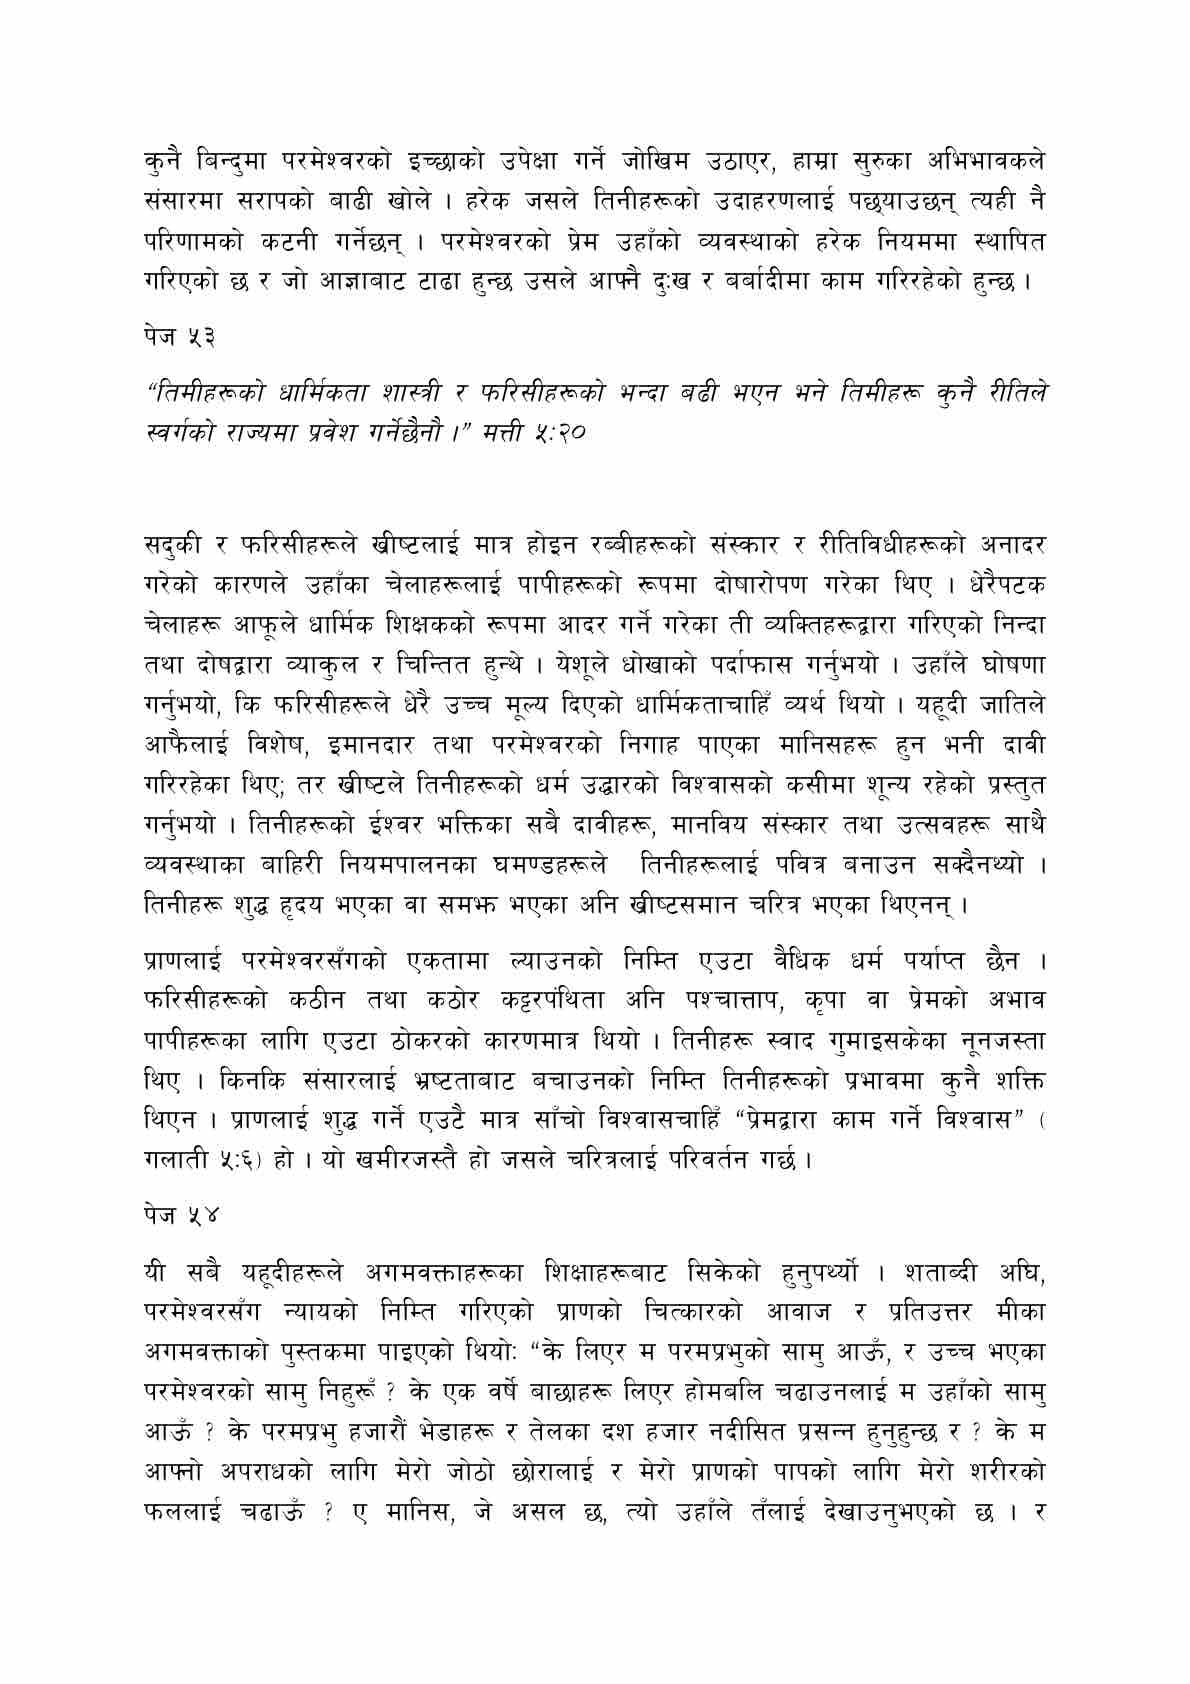 कुनै बिन्दुमा परमेश्वरको इच्छाको उपेक्षा गर्ने जोखिम उठाएर, हाम्रा सुरुका अभिभावकले
संसारमा सरापको बाढी खोले । हरेक जसले तिनीहरूको उदाहरणलाई पछ्याउछन् त्यही नै
परिणामको कटनी गर्नेछन् । परमेश्वरको प्रेम उहाँको व्यवस्थाको हरेक नियममा स्थापित
गरिएको छ र जो आज्ञाबाट टाढा हुन्छ उसले आफ्नै दुःख र बर्बादीमा काम गरिरहेको हुन्छ ।
पेज ५३
“तिमीहरूको धार्मिकता शास्त्री र फरिसीहरूको भन्दा बढी भएन भने तिमीहरू कुनै रीतिले
स्वर्गको राज्यमा प्रवेश गर्नेछैनौ ।” मत्ती ५:२०
सदुकी र फरिसीहरूले ख्रीष्टलाई मात्र होइन रब्बीहरूको संस्कार र रीतिविधीहरूको अनादर
गरेको कारणले उहाँका चेलाहरूलाई पापीहरूको रूपमा दोषारोपण गरेका थिए । धेरैपटक
चेलाहरू आफूले धार्मिक शिक्षकको रूपमा आदर गर्ने गरेका ती व्यक्तिहरूद्वारा गरिएको निन्दा
तथा दोषद्वारा व्याकुल र चिन्तित हुन्थे । येशूले धोखाको पर्दाफास गर्नुभयो । उहाँले घोषणा
गर्नुभयो, कि फरिसीहरूले धेरै उच्च मूल्य दिएको धार्मिकताचाहिँ व्यर्थ थियो । यहूदी जातिले
आफैलाई विशेष, इमानदार तथा परमेश्वरको निगाह पाएका मानिसहरू हुन भनी दावी
गरिरहेका थिए; तर ख्रीष्टले तिनीहरूको धर्म उद्धारको विश्वासको कसीमा शून्य रहेको प्रस्तुत
गर्नुभयो । तिनीहरूको ईश्वर भक्तिका सबै दावीहरू, मानविय संस्कार तथा उत्सवहरू साथै
व्यवस्थाका बाहिरी नियमपालनका घमण्डहरूले तिनीहरूलाई पवित्र बनाउन सक्दैनथ्यो ।
तिनीहरू शुद्ध हृदय भएका वा समझ भएका अनि ख्रीष्टसमान चरित्र भएका थिएनन् ।
प्राणलाई परमेश्वरसँगको एकतामा ल्याउनको निम्ति एउटा वैधिक धर्म पर्याप्त छैन ।
फरिसीहरूको कठीन तथा कठोर कट्टरपंथिता अनि पश्चात्ताप, कृपा वा प्रेमको अभाव
पापीहरूका लागि एउटा ठोकरको कारणमात्र थियो । तिनीहरू स्वाद गुमाइसकेका नूनजस्ता
थिए । किनकि संसारलाई भ्रष्टताबाट बचाउनको निम्ति तिनीहरूको प्रभावमा कुनै शक्ति
थिएन । प्राणलाई शुद्ध गर्ने एउटै मात्र साँचो विश्वासचाहिँ “प्रेमद्वारा काम गर्ने विश्वास” (
गलाती ५:६) हो । यो खमीरजस्तै हो जसले चरित्रलाई परिवर्तन गर्छ ।
पेज ५४
यी सबै यहूदीहरूले अगमवक्ताहरूका शिक्षाहरूबाट सिकेको हुनुपर्थ्यो । शताब्दी अघि,
परमेश्वरसँग न्यायको निम्ति गरिएको प्राणको चित्कारको आवाज र प्रतिउत्तर मीका
अगमवक्ताको पुस्तकमा पाइएको थियोः “के लिएर म परमप्रभुको सामु आऊँ, र उच्च भएका
परमेश्वरको सामु निहुरूँ ? के एक वर्षे बाछाहरू लिएर होमबलि चढाउनलाई म उहाँको सामु
आऊँ ? के परमप्रभु हजारौं भेडाहरू र तेलका दश हजार नदीसित प्रसन्न हुनुहुन्छ र ? के म
आफ्नो अपराधको लागि मेरो जोठो छोरालाई र मेरो प्राणको पापको लागि मेरो शरीरको
फललाई चढाऊँ ? ए मानिस, जे असल छ, त्यो उहाँले तँलाई देखाउनुभएको छ । र